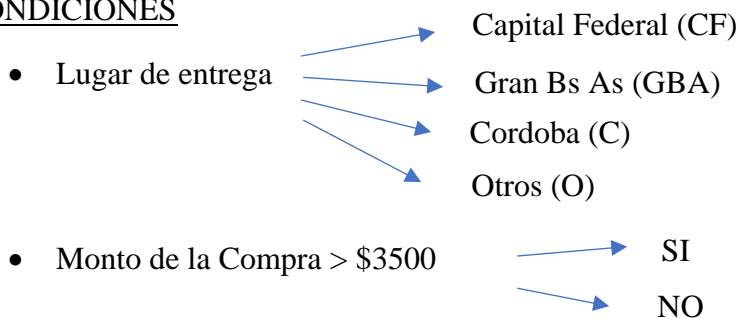 ONDICIONES
• Lugar de entrega
Capital Federal (CF)
Gran Bs As (GBA)
Cordoba (C)
Otros (O)
• Monto de la Compra > $3500
SI
NO